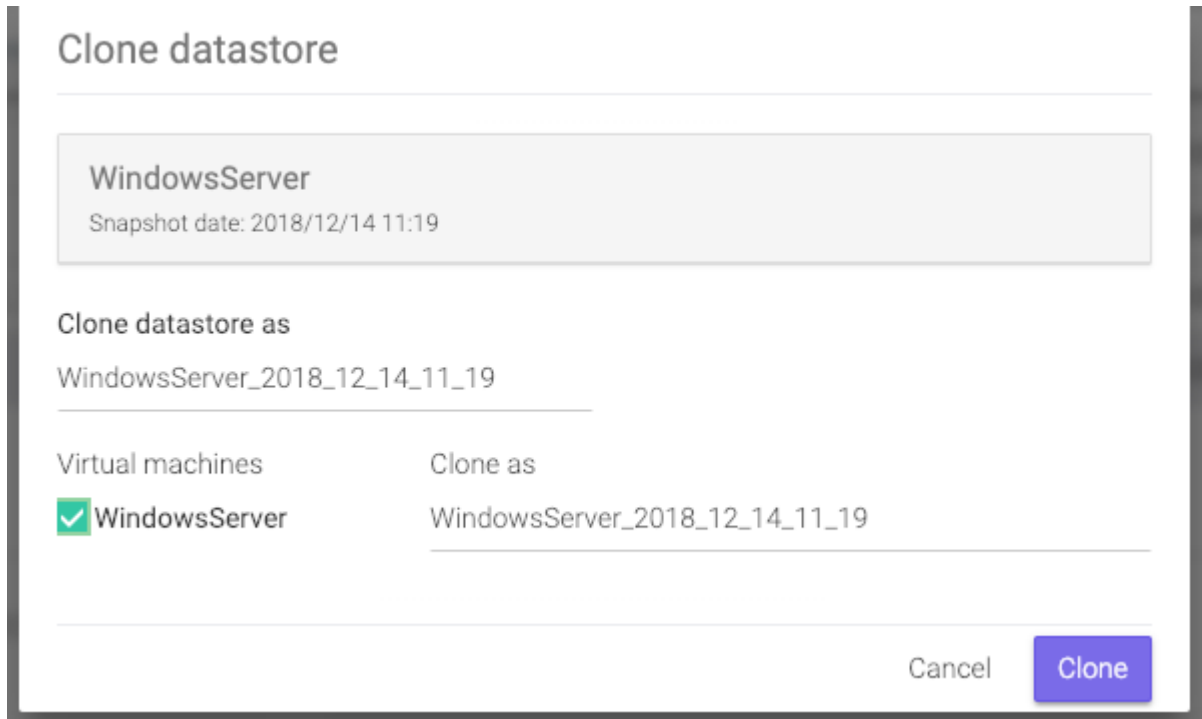 Clone datastore
WindowsServer
Snapshot date: 2018/12/14 11:19
Clone datastore as
WindowsServer_2018_12_14_11_19
Virtual machines Clone as
WindowsServer WindowsServer_2018_12_14_11_19
Cancel Clone